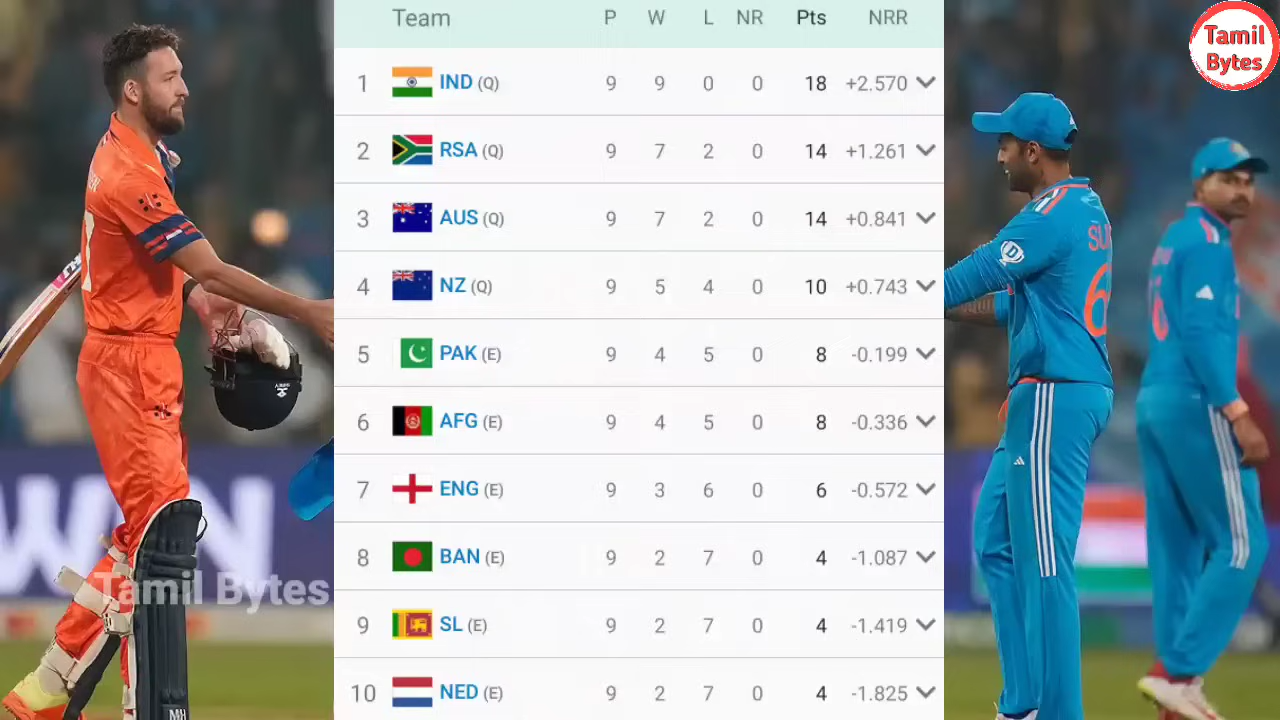 Team P W L NR Pts NRR
1 IND (Q) 9 9 0 0 18 +2.570
2 RSA (Q) 9 7 2 0 14 +1.261
3 AUS (Q) 9 7 2 0 14 +0.841
4 NZ (Q) 9 5 4 0 10 +0.743
5 PAK (E) 9 4 5 0 8 -0.199
6 AFG (E) 9 4 5 0 8 -0.336
7 ENG (E) 9 3 6 0 6 -0.572
8 BAN (E) 9 2 7 0 4 -1.087
9 SL (E) 9 2 7 0 4 -1.419
10 NED (E) 9 2 7 0 4 -1.825
Tamil
Bytes
Tamil Bytes
WN
MH
SU
6
D